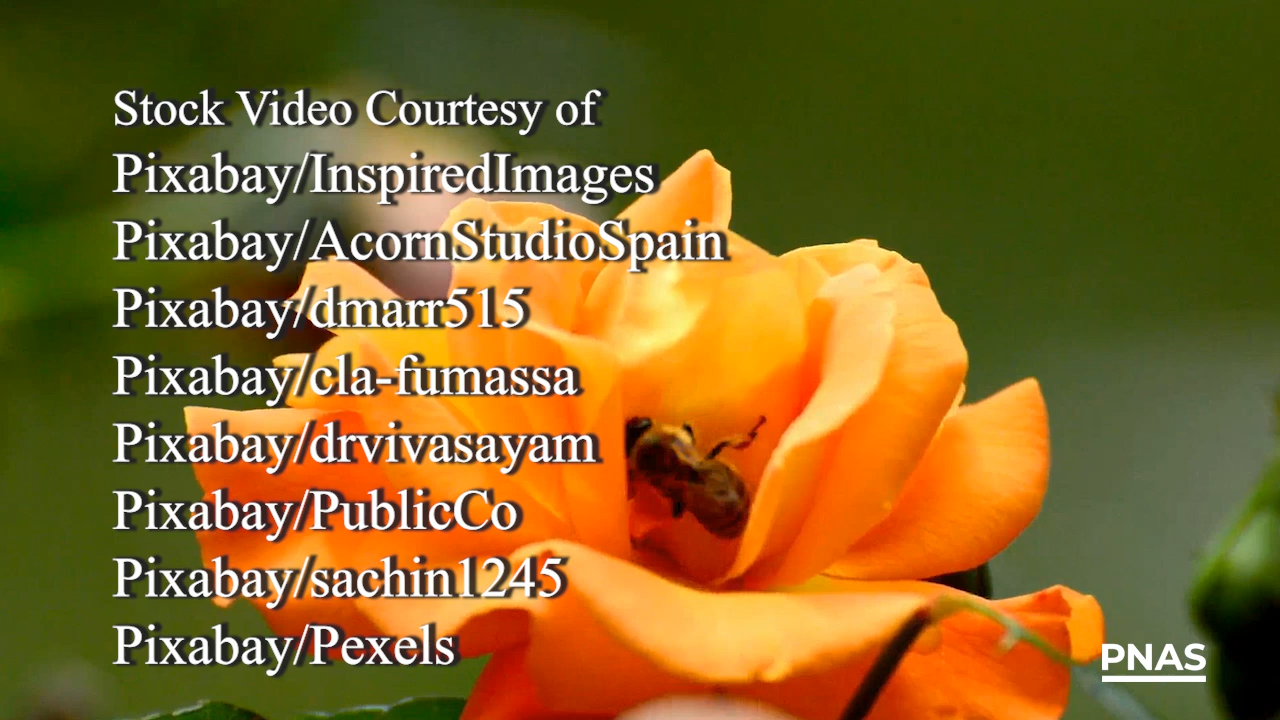 Stock Video Courtesy of
Pixabay/InspiredImages
Pixabay/AcornStudioSpain
Pixabay/dmarr515
Pixabay/cla-fumassa
Pixabay/drvivasayam
Pixabay/PublicCo
Pixabay/sachin1245
Pixabay/Pexels
PNAS